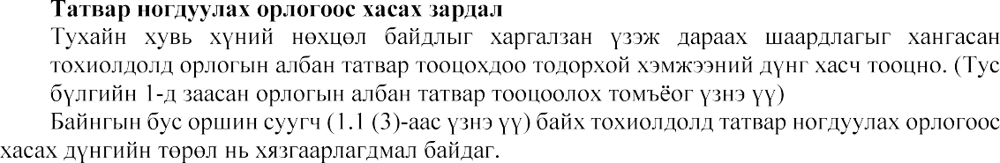 Татвар ногдуулах орлогоос хасах зардал
Тухайн хувь хүний нөхцөл байдлыг харгалзан үзэж дараах шаардлагыг хангасан
тохиолдолд орлогын албан татвар тооцохдоо тодорхой хэмжээний дүнг хасч тооцно. (Тус
бүлгийн 1-д заасан орлогын албан татвар тооцоолох томъёог үзнэ үү)
Байнгын бус оршин суугч (1.1 (3)-аас үзнэ үү) байх тохиолдолд татвар ногдуулах орлогоос
хасах дүнгийн төрөл нь хязгаарлагдмал байдаг.